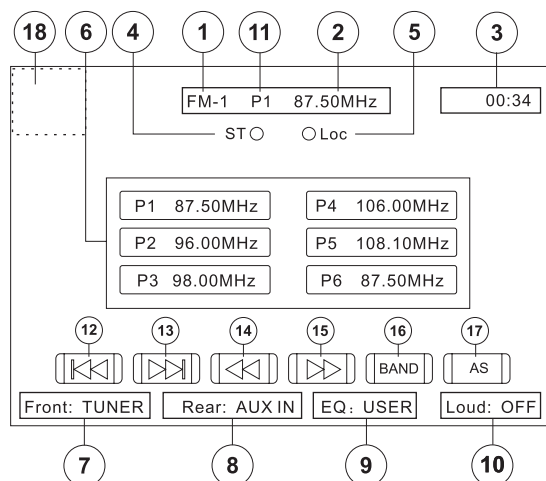 18 6 4 1 11 2 5 3
FM-1 P1 87.50MHz 00:34
ST Loc
P1 87.50MHz P4 106.00MHz
P2 96.00MHz P5 108.10MHz
P3 98.00MHz P6 87.50MHz
12 13 14 15 16 17
BAND AS
Front: TUNER Rear: AUX IN EQ: USER Loud: OFF
7 8 9 10